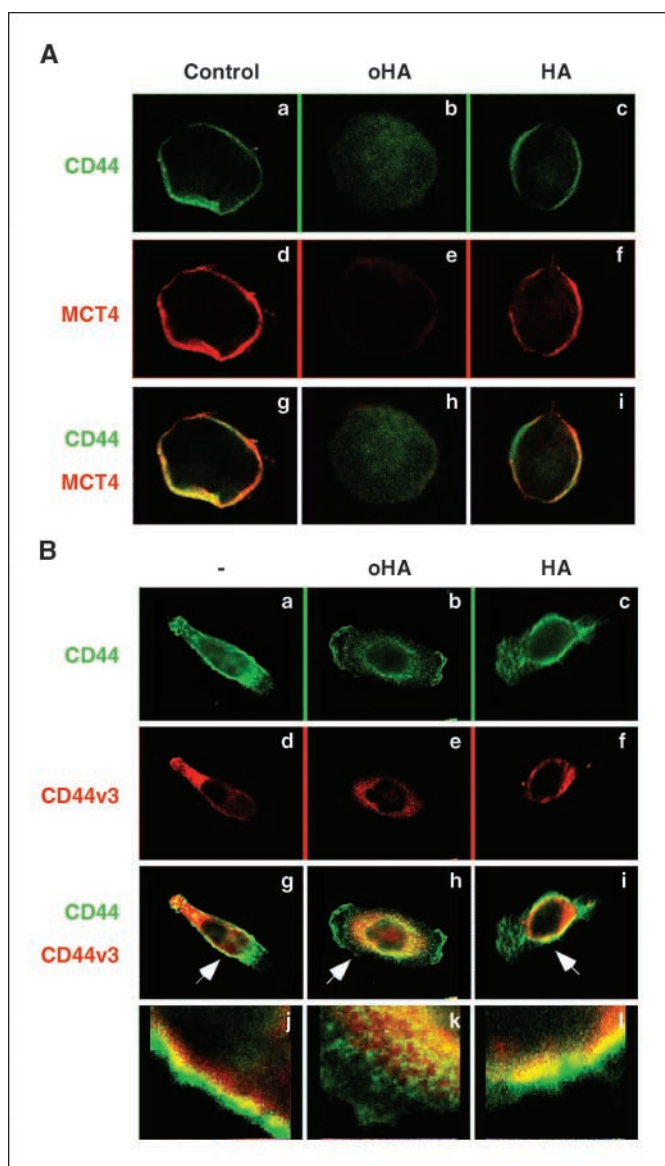 A
Control oHA HA
CD44 a b c
MCT4 d e f
CD44 g h i
MCT4
B
- oHA HA
CD44 a b c
CD44v3 d e f
CD44 g h i
CD44v3
j k l